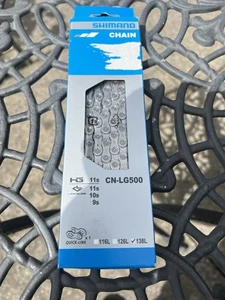 SHIMANO
CHAIN
HG 11s CN-LG500
11s
10s
9s
QUICK-LINK
116L 126L ✓138L